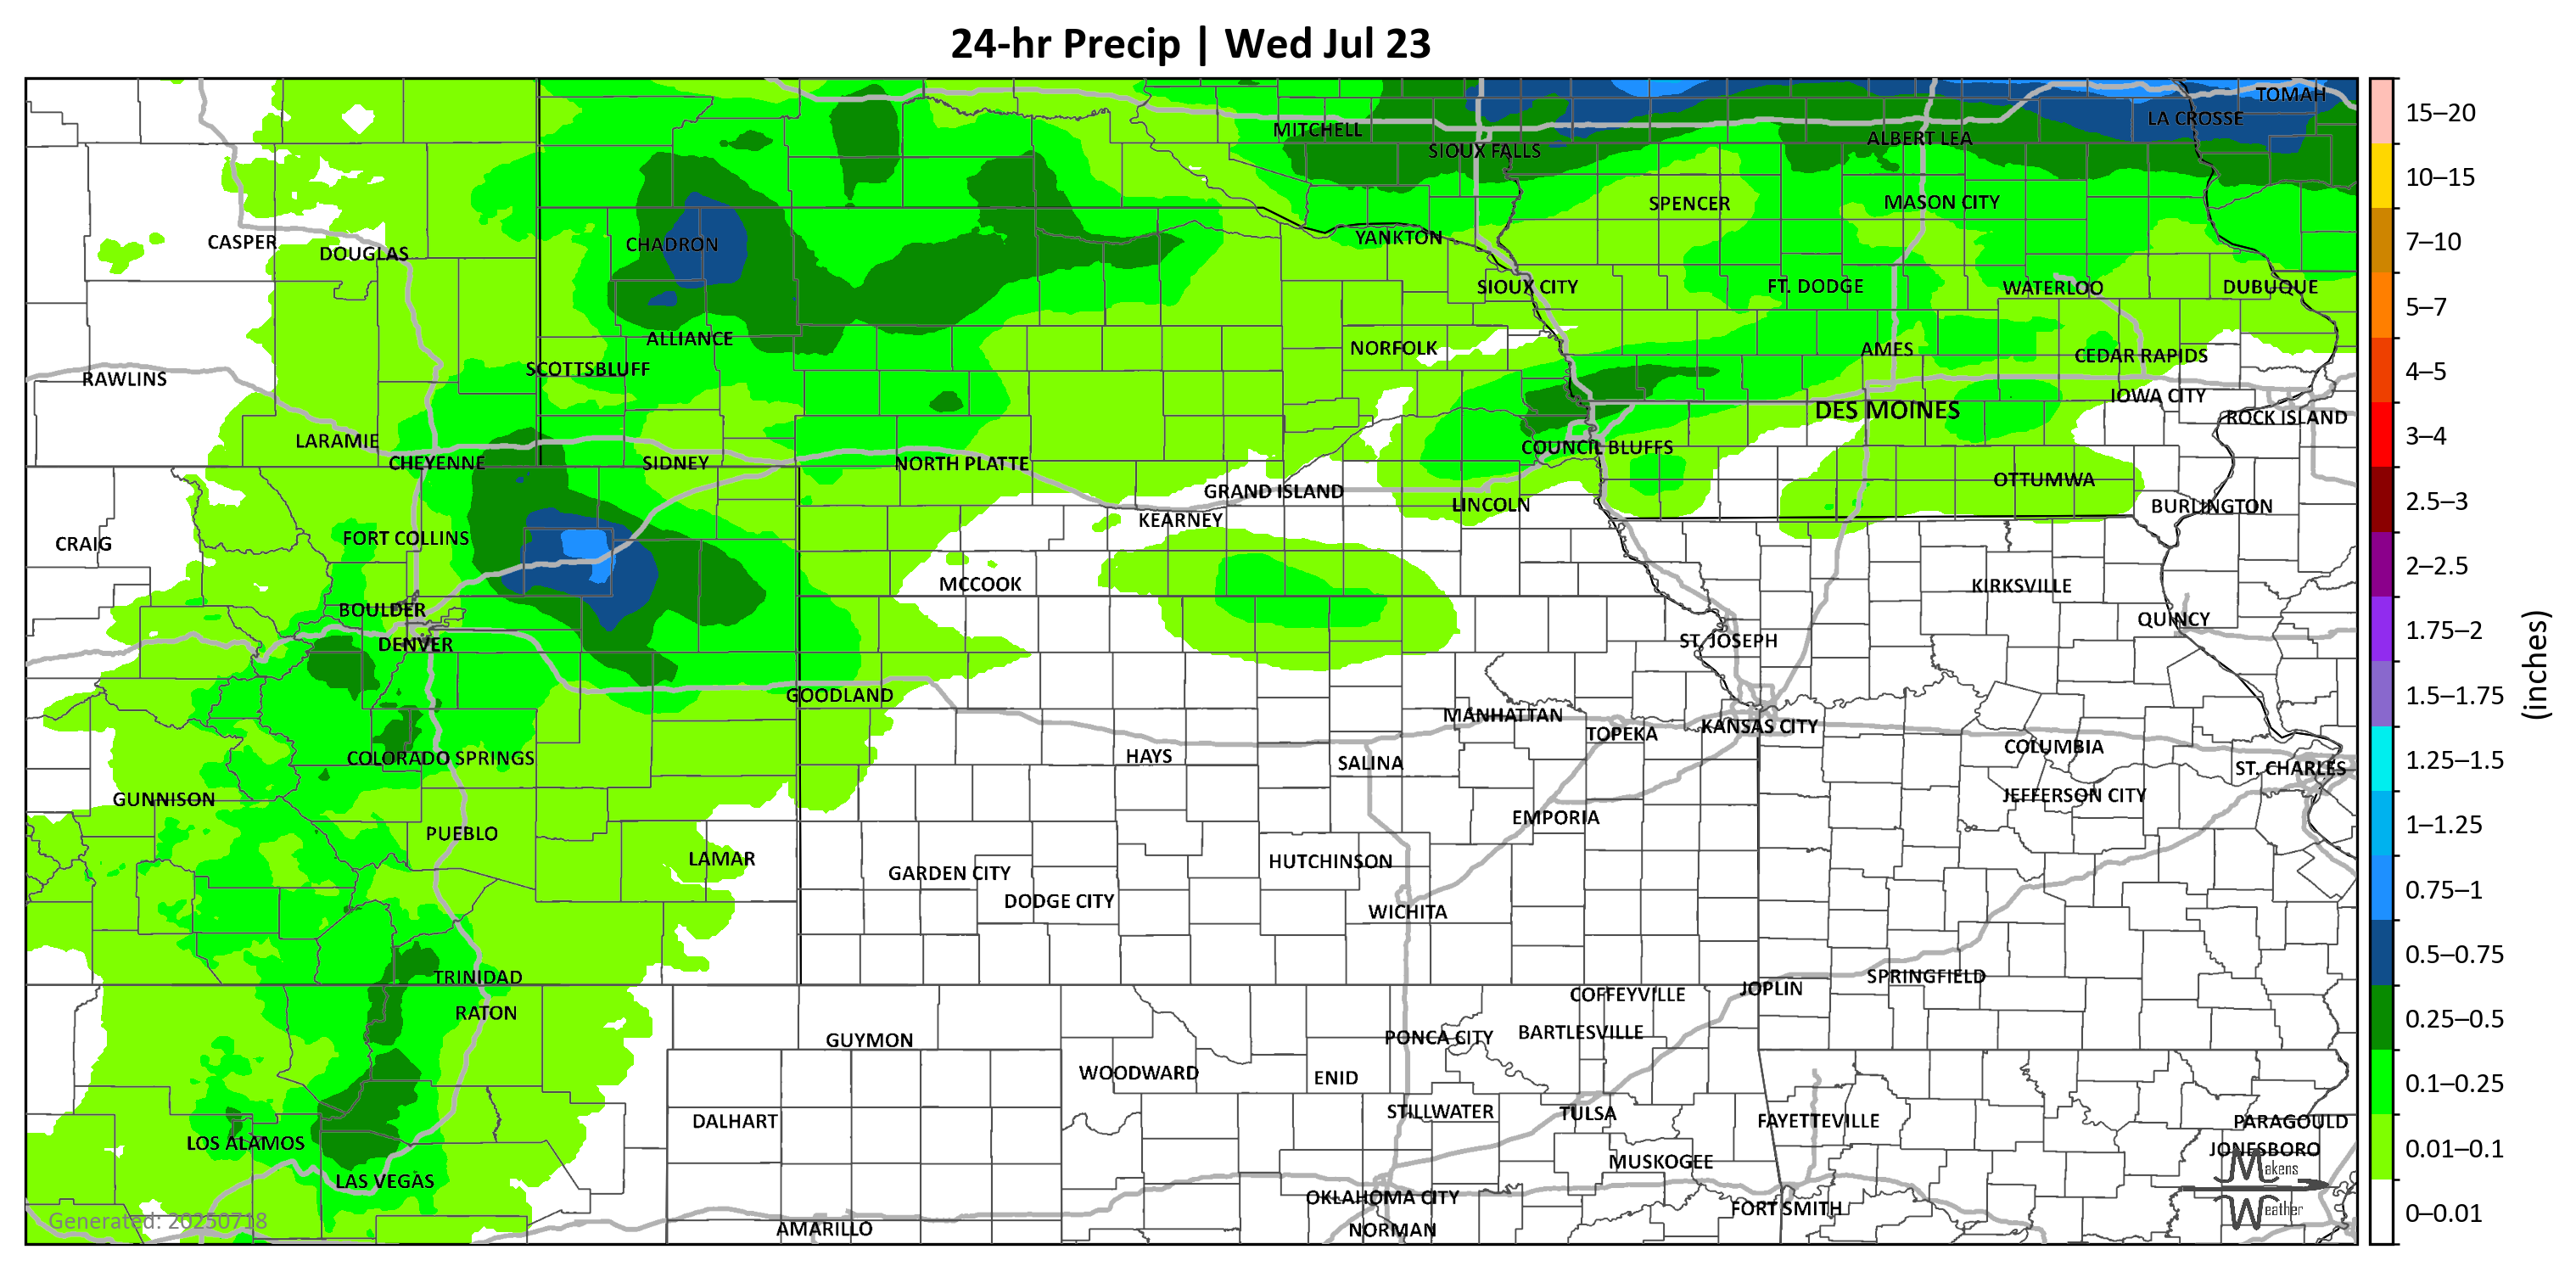 24-hr Precip | Wed Jul 23
TOMAH
LA CROSSE
MITCHELL
ALBERT LEA
SIOUX FALLS
SPENCER
MASON CITY
CASPER
DOUGLAS
CHADRON
YANKTON
SIOUX CITY
FT. DODGE
WATERLOO
DUBUQUE
ALLIANCE
NORFOLK
AMES
CEDAR RAPIDS
SCOTTSBLUFF
RAWLINS
IOWA CITY
DES MOINES
ROCK ISLAND
LARAMIE
COUNCIL BLUFFS
CHEYENNE
SIDNEY
NORTH PLATTE
OTTUMWA
GRAND ISLAND
LINCOLN
BURLINGTON
KEARNEY
CRAIG
FORT COLLINS
MCCOOK
KIRKSVILLE
BOULDER
QUINCY
DENVER
ST. JOSEPH
GOODLAND
MANHATTAN
TOPEKA
KANSAS CITY
COLORADO SPRINGS
HAYS
SALINA
COLUMBIA
ST. CHARLES
GUNNISON
JEFFERSON CITY
PUEBLO
EMPORIA
LAMAR
GARDEN CITY
HUTCHINSON
DODGE CITY
WICHITA
TRINIDAD
SPRINGFIELD
JOPLIN
COFFEYVILLE
RATON
GUYMON
PONCA CITY
BARTLESVILLE
WOODWARD
ENID
STILLWATER
TULSA
DALHART
FAYETTEVILLE
PARAGOULD
LOS ALAMOS
JONESBORO
MUSKOGEE
LAS VEGAS
OKLAHOMA CITY
FORT SMITH
AMARILLO
NORMAN
Generated: 20250718
Makens
Weather
15–20
10–15
7–10
5–7
4–5
3–4
2.5–3
2–2.5
1.75–2
1.5–1.75
1.25–1.5
1–1.25
0.75–1
0.5–0.75
0.25–0.5
0.1–0.25
0.01–0.1
0–0.01
(inches)